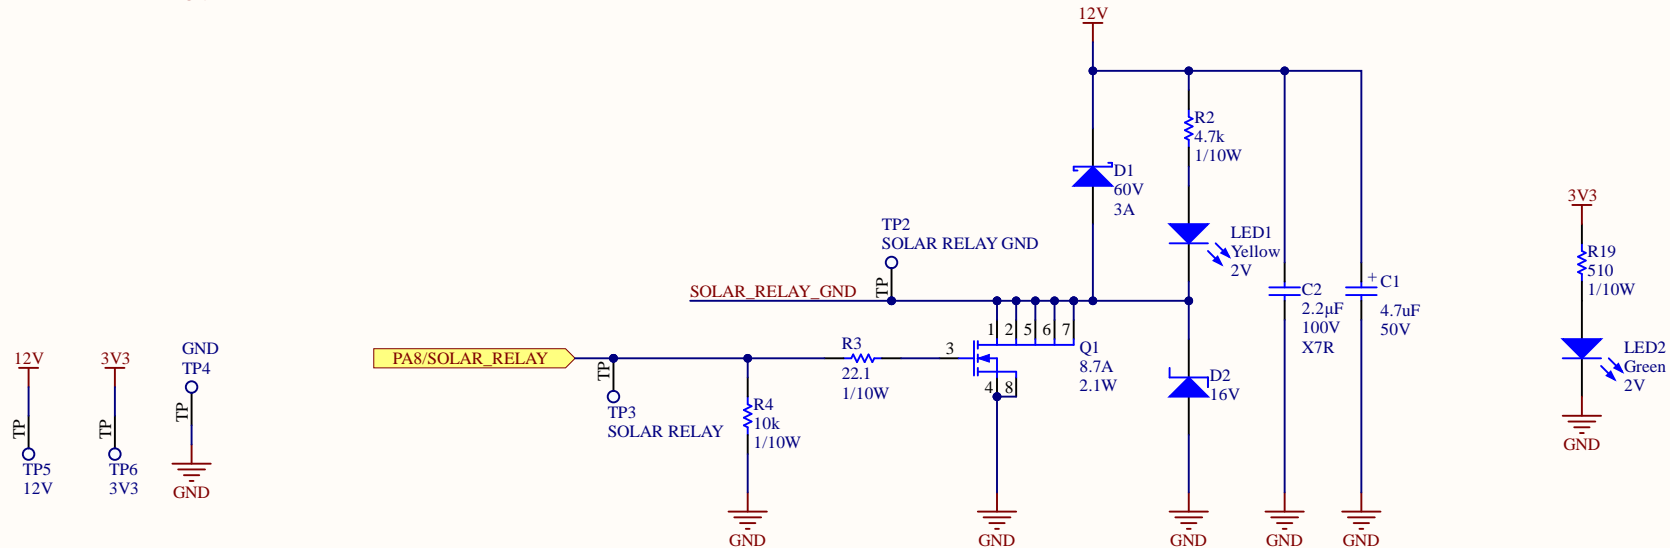 12V
R2
4.7k
1/10W
D1
60V
3A
3V3
TP2
SOLAR RELAY GND
LED1
Yellow
2V
R19
510
1/10W
TP
SOLAR_RELAY_GND
C2
2.2µF
100V
X7R
+
C1
4.7uF
50V
1
2
5
6
7
12V
3V3
GND
TP4
PA8/SOLAR_RELAY
R3
22.1
1/10W
3
Q1
8.7A
2.1W
4
8
LED2
Green
2V
TP
TP3
SOLAR RELAY
R4
10k
1/10W
D2
16V
TP
TP
TP
GND
TP5
12V
TP6
3V3
GND
GND
GND
GND
GND
GND